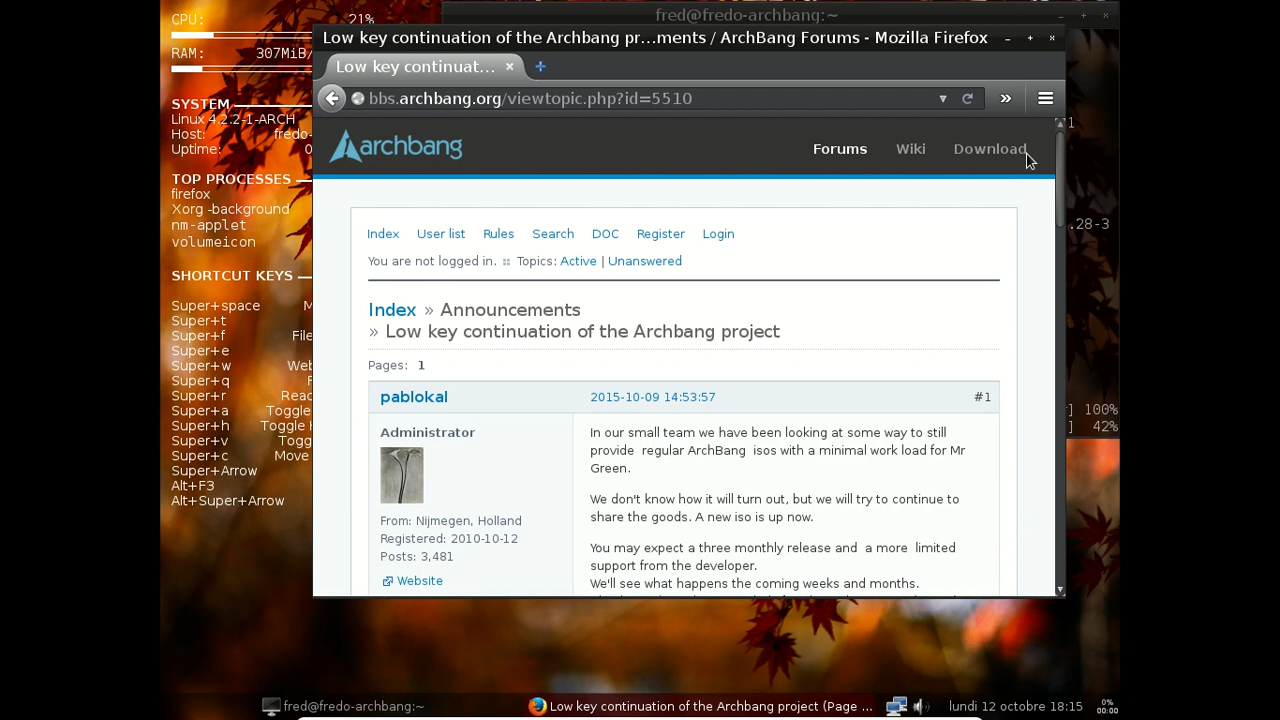 CPU: 21%
RAM: 307MiB/
SYSTEM
Linux 4.2.2-1-ARCH
Host: fredo-
Uptime: 0
TOP PROCESSES
firefox
Xorg -background
nm-applet
volumeicon
SHORTCUT KEYS
Super+space M
Super+t
Super+f File
Super+e
Super+w Web
Super+q F
Super+r Read
Super+a Toggle
Super+h Toggle
Super+v Togg
Super+c Move
Super+Arrow
Alt+F3
Alt+Super+Arrow
fred@fredo-archbang:~
Low key continuation of the Archbang pr...ments / ArchBang Forums - Mozilla Firefox
Low key continuat...
bbs.archbang.org/viewtopic.php?id=5510
archbang
Forums Wiki Download
Index User list Rules Search DOC Register Login
You are not logged in. Topics: Active | Unanswered
Index » Announcements
» Low key continuation of the Archbang project
Pages: 1
pablokal 2015-10-09 14:53:57 #1
Administrator
From: Nijmegen, Holland
Registered: 2010-10-12
Posts: 3,481
Website
In our small team we have been looking at some way to still
provide regular ArchBang isos with a minimal work load for Mr
Green.
We don't know how it will turn out, but we will try to continue to
share the goods. A new iso is up now.
You may expect a three monthly release and a more limited
support from the developer.
We'll see what happens the coming weeks and months.
1
.28-3
] 100%
] 42%
fred@fredo-archbang:~
Low key continuation of the Archbang project (Page ...
lundi 12 octobre 18:15
0%
00:00